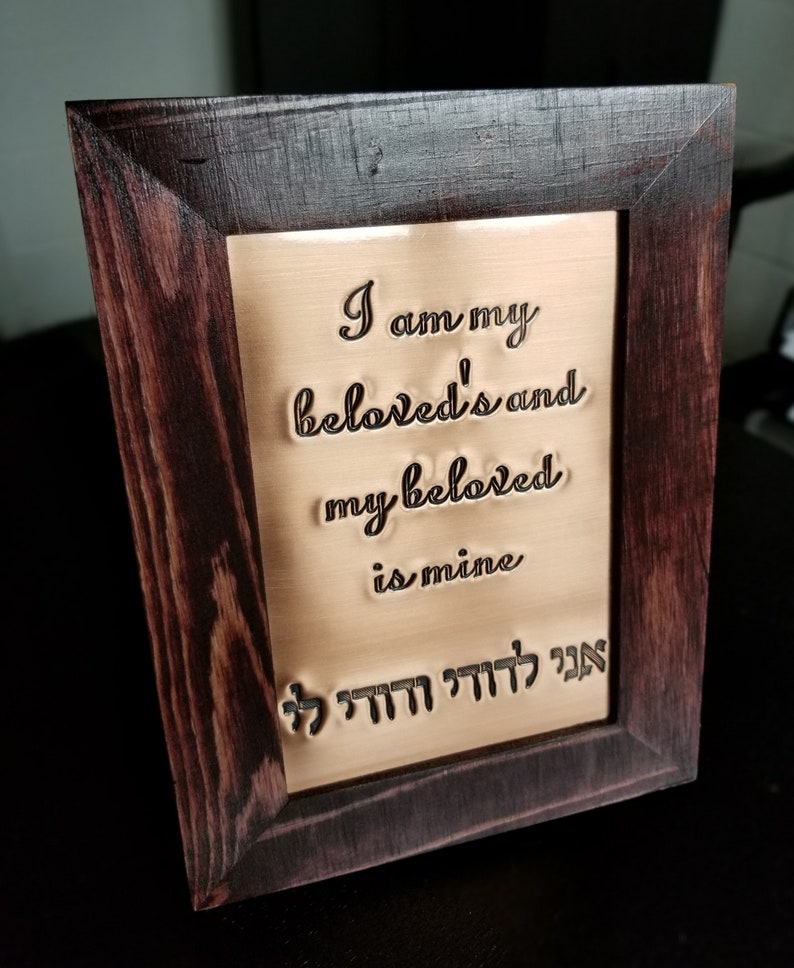 I am my
beloved's and
my beloved
is mine
אני לדודי ודודי לי